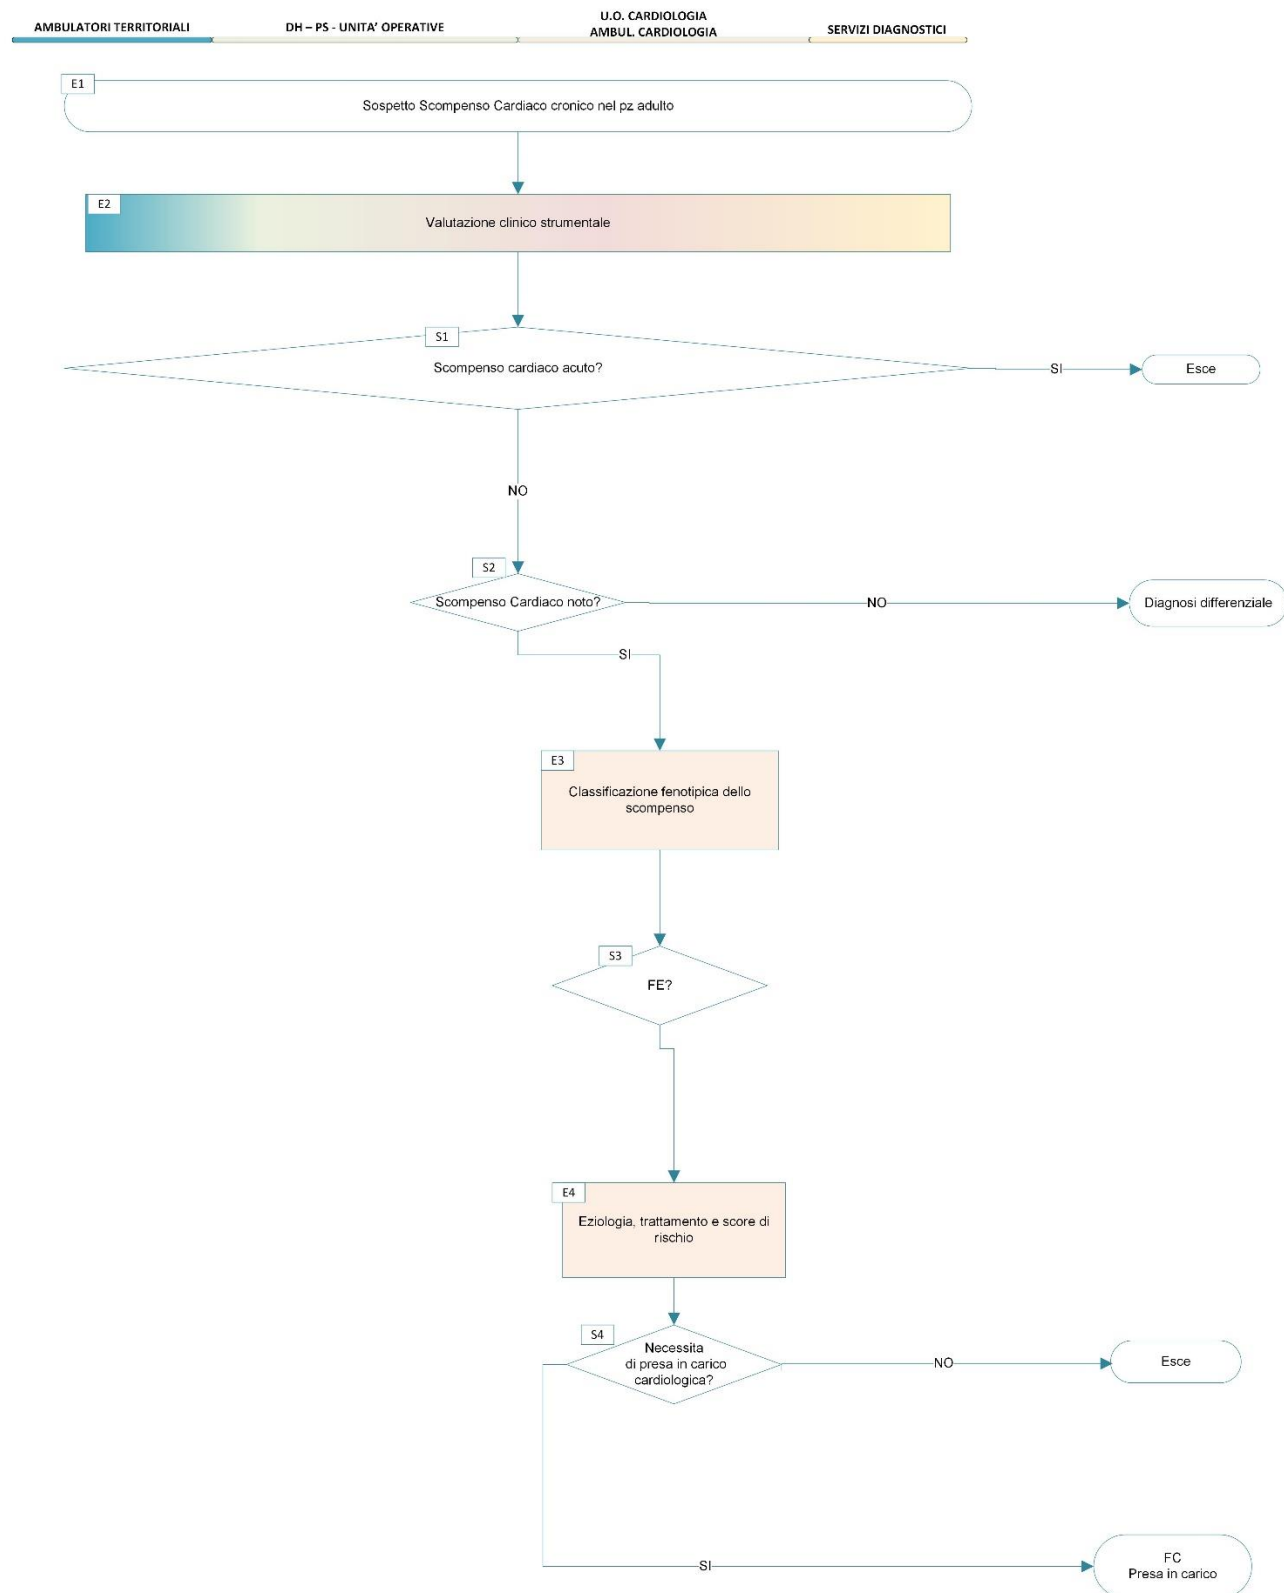 AMBULATORI TERRITORIALI
DH – PS - UNITA’ OPERATIVE
U.O. CARDIOLOGIA
AMBUL. CARDIOLOGIA
SERVIZI DIAGNOSTICI
E1
Sospetto Scompenso Cardiaco cronico nel pz adulto
E2
Valutazione clinico strumentale
S1
Scompenso cardiaco acuto?
SI
Esce
NO
S2
Scompenso Cardiaco noto?
NO
Diagnosi differenziale
SI
E3
Classificazione fenotipica dello
scompenso
S3
FE?
E4
Eziologia, trattamento e score di
rischio
S4
Necessita
di presa in carico
cardiologica?
NO
Esce
SI
FC
Presa in carico